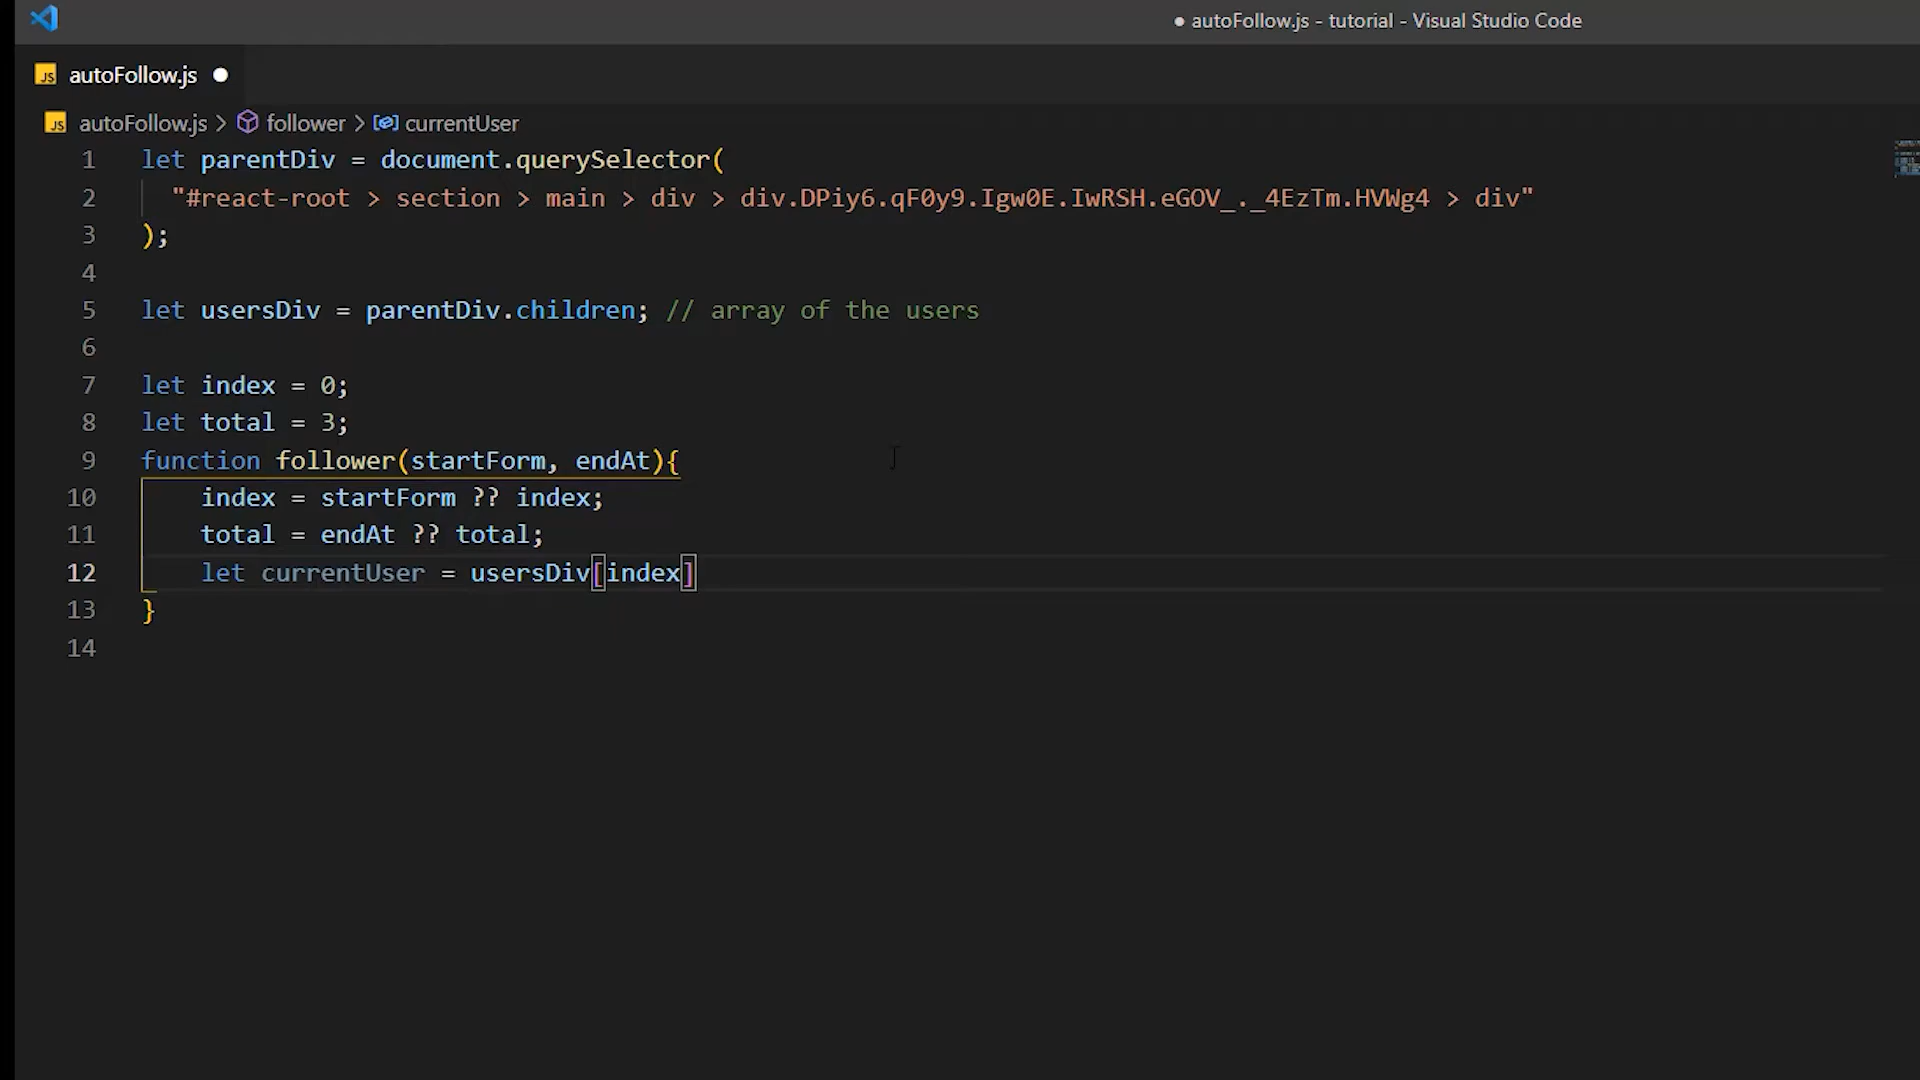 ● autoFollow.js - tutorial - Visual Studio Code
JS autoFollow.js ●
JS autoFollow.js > follower > currentUser
1 let parentDiv = document.querySelector(
2 "#react-root > section > main > div > div.DPiy6.qF0y9.Igw0E.IwRSH.eGOV_._4EzTm.HVWg4 > div"
3 );
4
5 let usersDiv = parentDiv.children; // array of the users
6
7 let index = 0;
8 let total = 3;
9 function follower(startForm, endAt){
10 index = startForm ?? index;
11 total = endAt ?? total;
12 let currentUser = usersDiv[index]
13 }
14